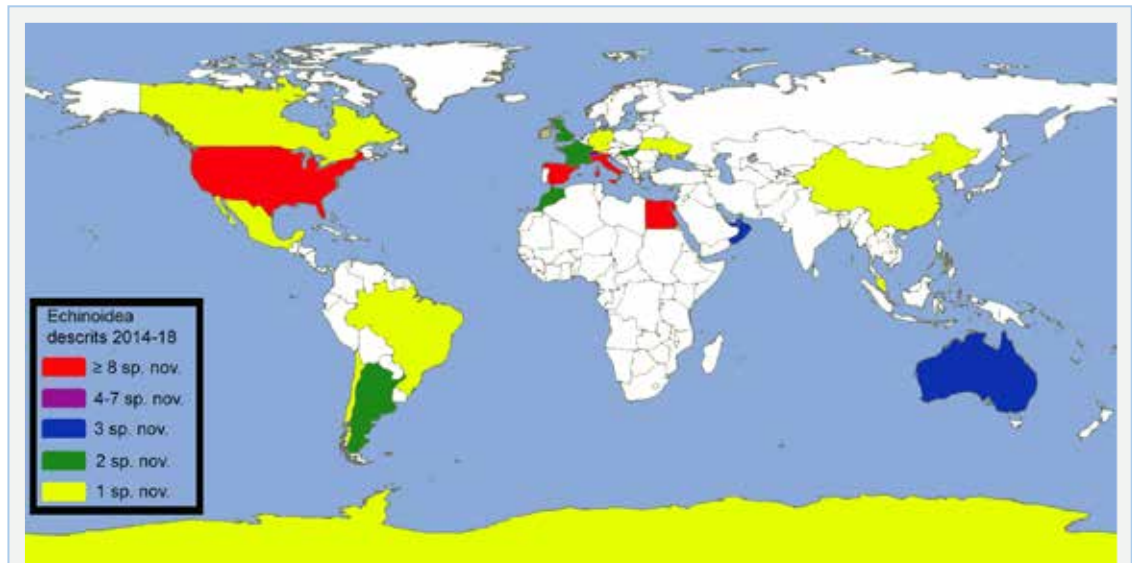 Echinoidea
descrits 2014-18
≥ 8 sp. nov.
4-7 sp. nov.
3 sp. nov.
2 sp. nov.
1 sp. nov.